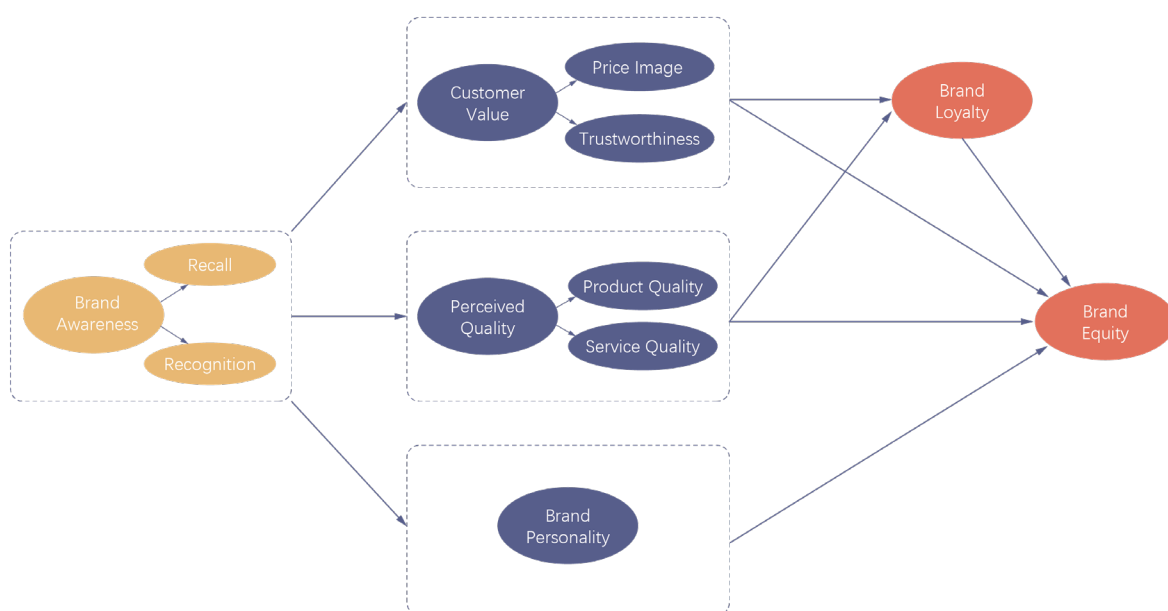 Brand
Awareness
Recall
Recognition
Customer
Value
Price Image
Trustworthiness
Perceived
Quality
Product Quality
Service Quality
Brand
Personality
Brand
Loyalty
Brand
Equity